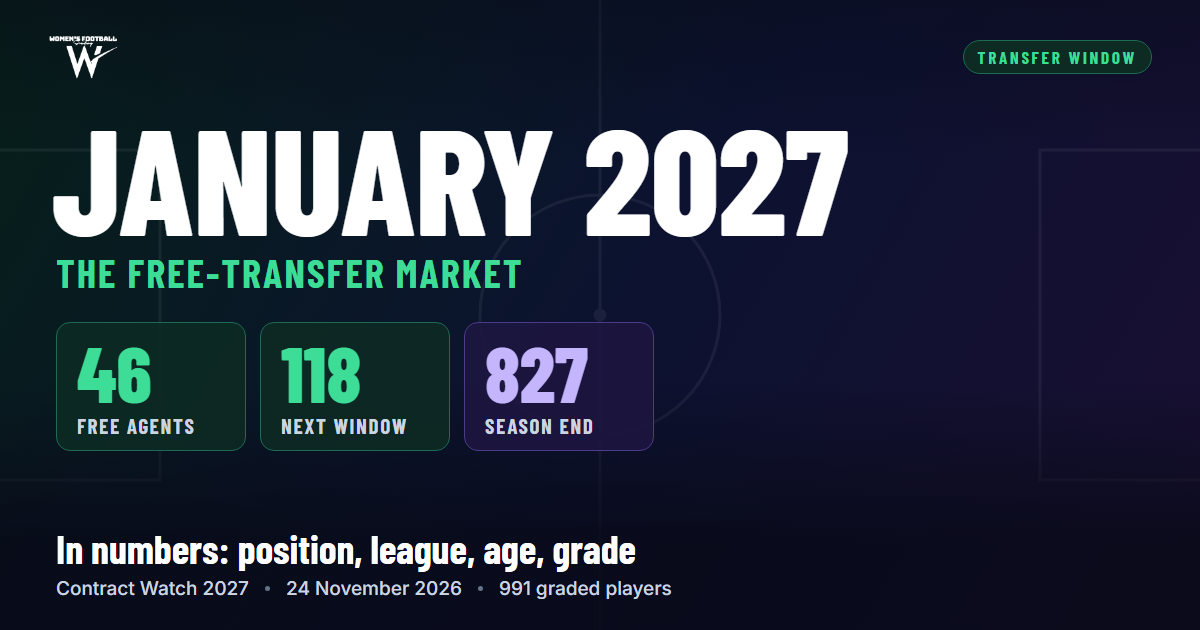 WOMEN'S FOOTBALL
W
TRANSFER WINDOW
JANUARY 2027
THE FREE-TRANSFER MARKET
46
FREE AGENTS
118
NEXT WINDOW
827
SEASON END
In numbers: position, league, age, grade
Contract Watch 2027 • 24 November 2026 • 991 graded players